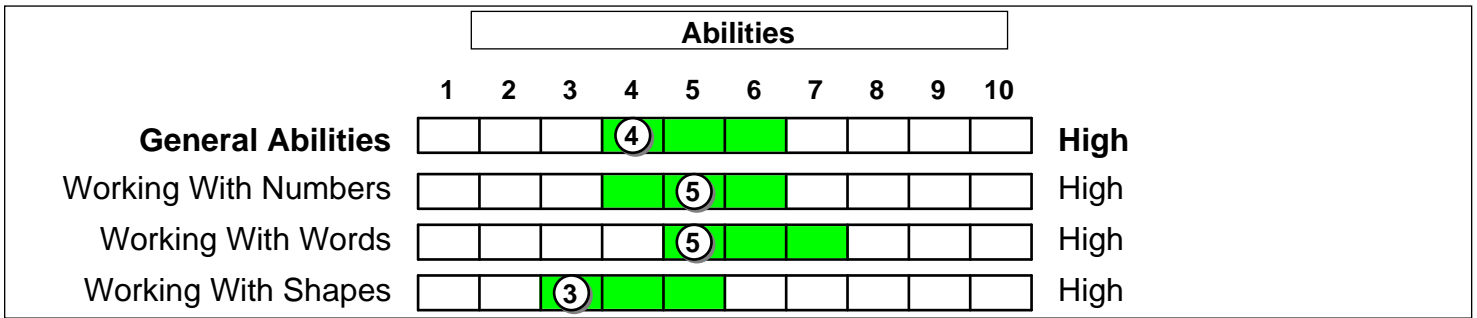 Abilities
1 2 3 4 5 6 7 8 9 10
General Abilities 4 High
Working With Numbers 5 High
Working With Words 5 High
Working With Shapes 3 High